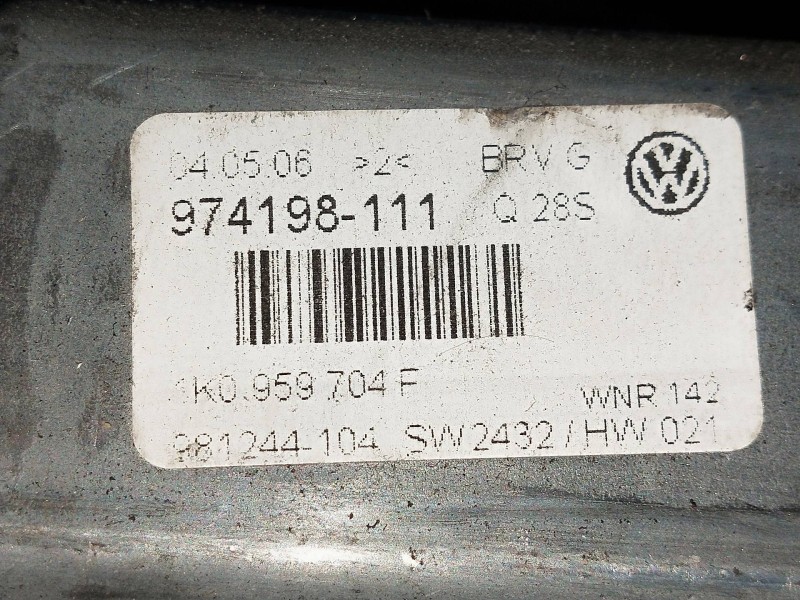 04.05.06 >2< BRV G
974198-111 Q 28S
1K0 959 704 F
WNR 142
981244-104 SW2432 / HW 021